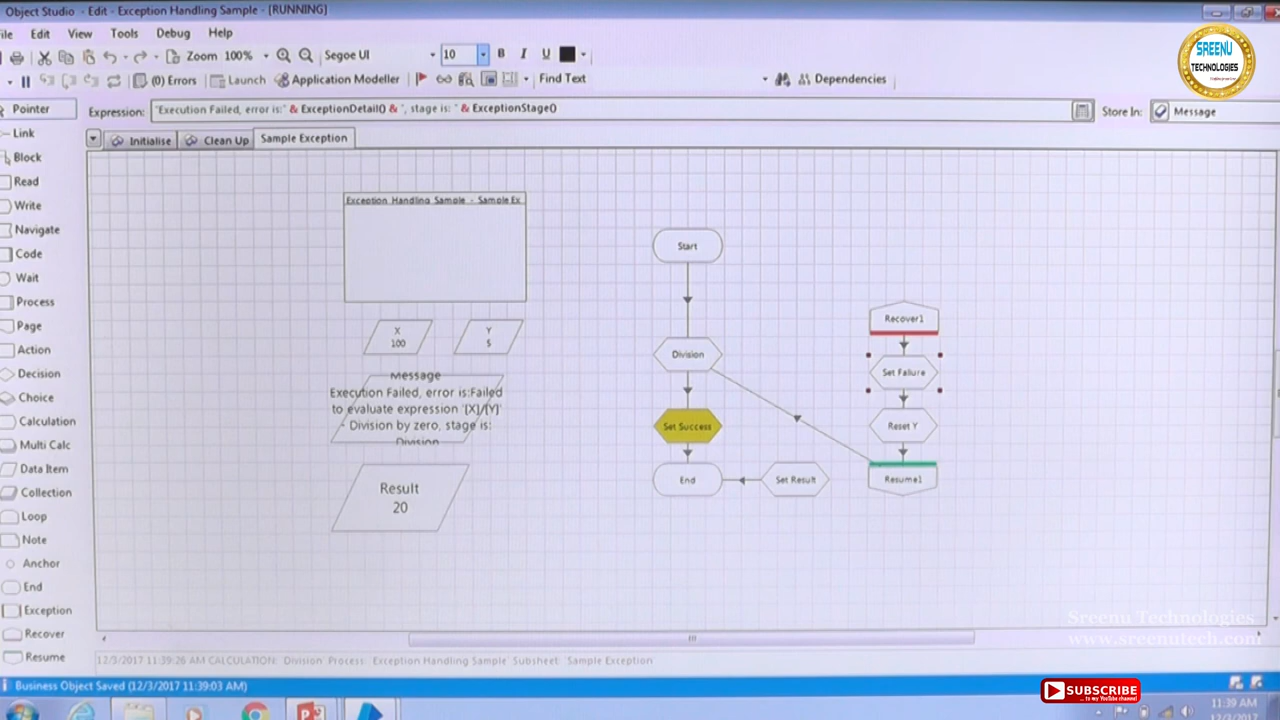 Object Studio - Edit - Exception Handling Sample - [RUNNING]
ile Edit View Tools Debug Help
Zoom 100% Segoe UI 10 B I U
(0) Errors Launch Application Modeller Find Text Dependencies
SREENU
TECHNOLOGIES
Pointer
Expression: "Execution Failed, error is:" & ExceptionDetail() & ", stage is: " & ExceptionStage() Store In: Message
Link
Initialise Clean Up Sample Exception
Block
Read
Write
Navigate
Code
Wait
Process
Page
Action
Decision
Choice
Calculation
Multi Calc
Data Item
Collection
Loop
Note
Anchor
End
Exception
Recover
Resume
Exception Handling Sample - Sample Ex
X
100
Y
5
Message
Execution Failed, error is:Failed
to evaluate expression '[X]/[Y]'
- Division by zero, stage is:
Division
Result
20
Start
Division
Set Success
End
Set Result
Recover1
Set Failure
Reset Y
Resume1
Sreenu Technologies
www.sreenutech.com
12/3/2017 11:39:26 AM CALCULATION: 'Division' Process: 'Exception Handling Sample' Subsheet: 'Sample Exception'
Business Object Saved (12/3/2017 11:39:03 AM)
SUBSCRIBE
... to my channel
11:39 AM
12/3/2017